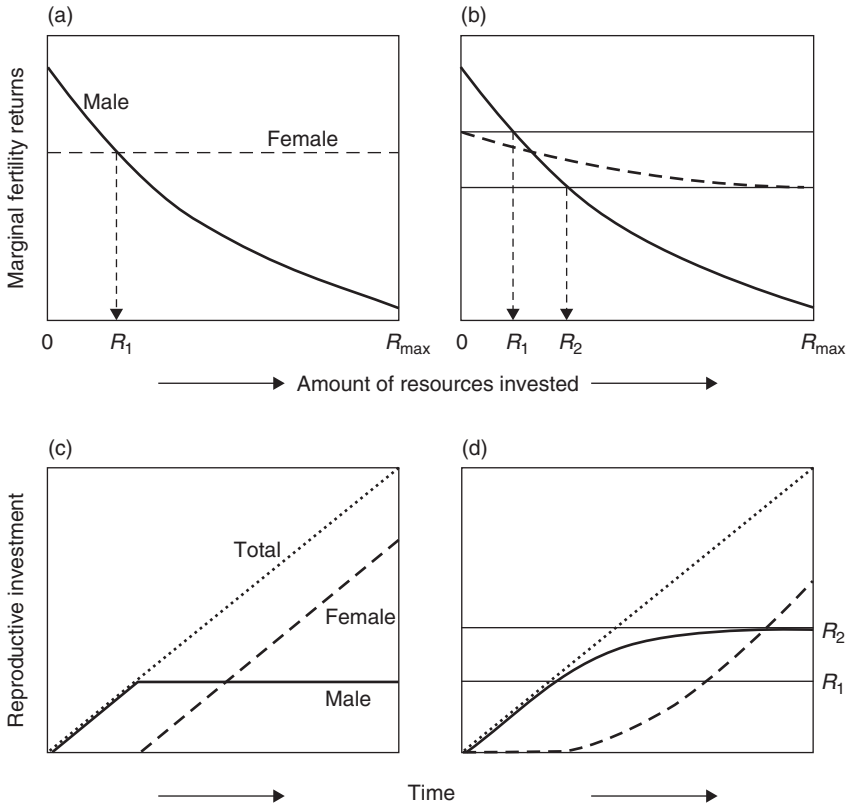 (a)
(b)
Marginal fertility returns
Male
Female
0
R1
Rmax
0
R1
R2
Rmax
Amount of resources invested
(c)
(d)
Reproductive investment
Total
Female
Male
R2
R1
Time